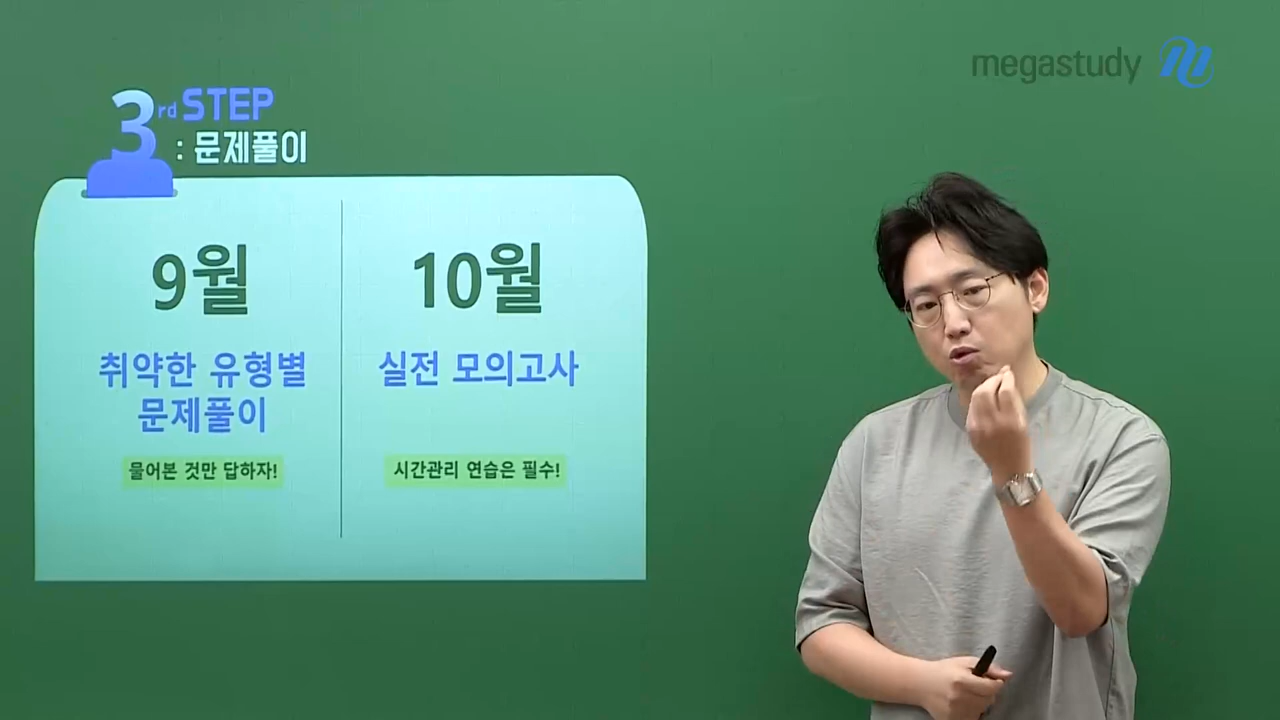 megastudy
3rd STEP
: 문제풀이
9월
취약한 유형별
문제풀이
물어본 것만 답하자!
10월
실전 모의고사
시간관리 연습은 필수!